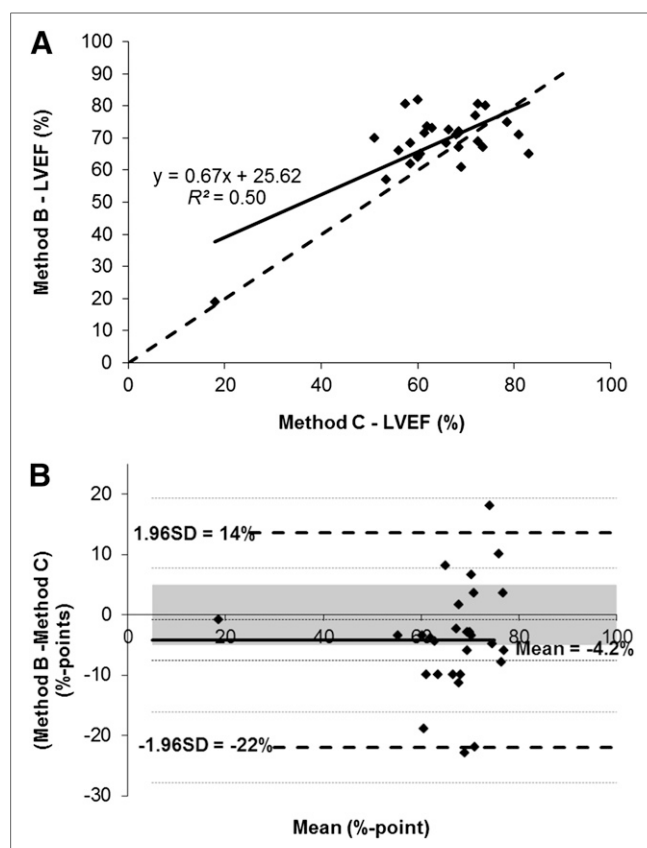 A
100
90
80
70
60
50
40
30
20
10
0
Method B - LVEF (%)
y = 0.67x + 25.62
R² = 0.50
0 20 40 60 80 100
Method C - LVEF (%)
B
20
10
0
-10
-20
-30
(Method B -Method C)
(%-points)
1.96SD = 14%
0 20 40 60 80 100
Mean = -4.2%
-1.96SD = -22%
Mean (%-point)